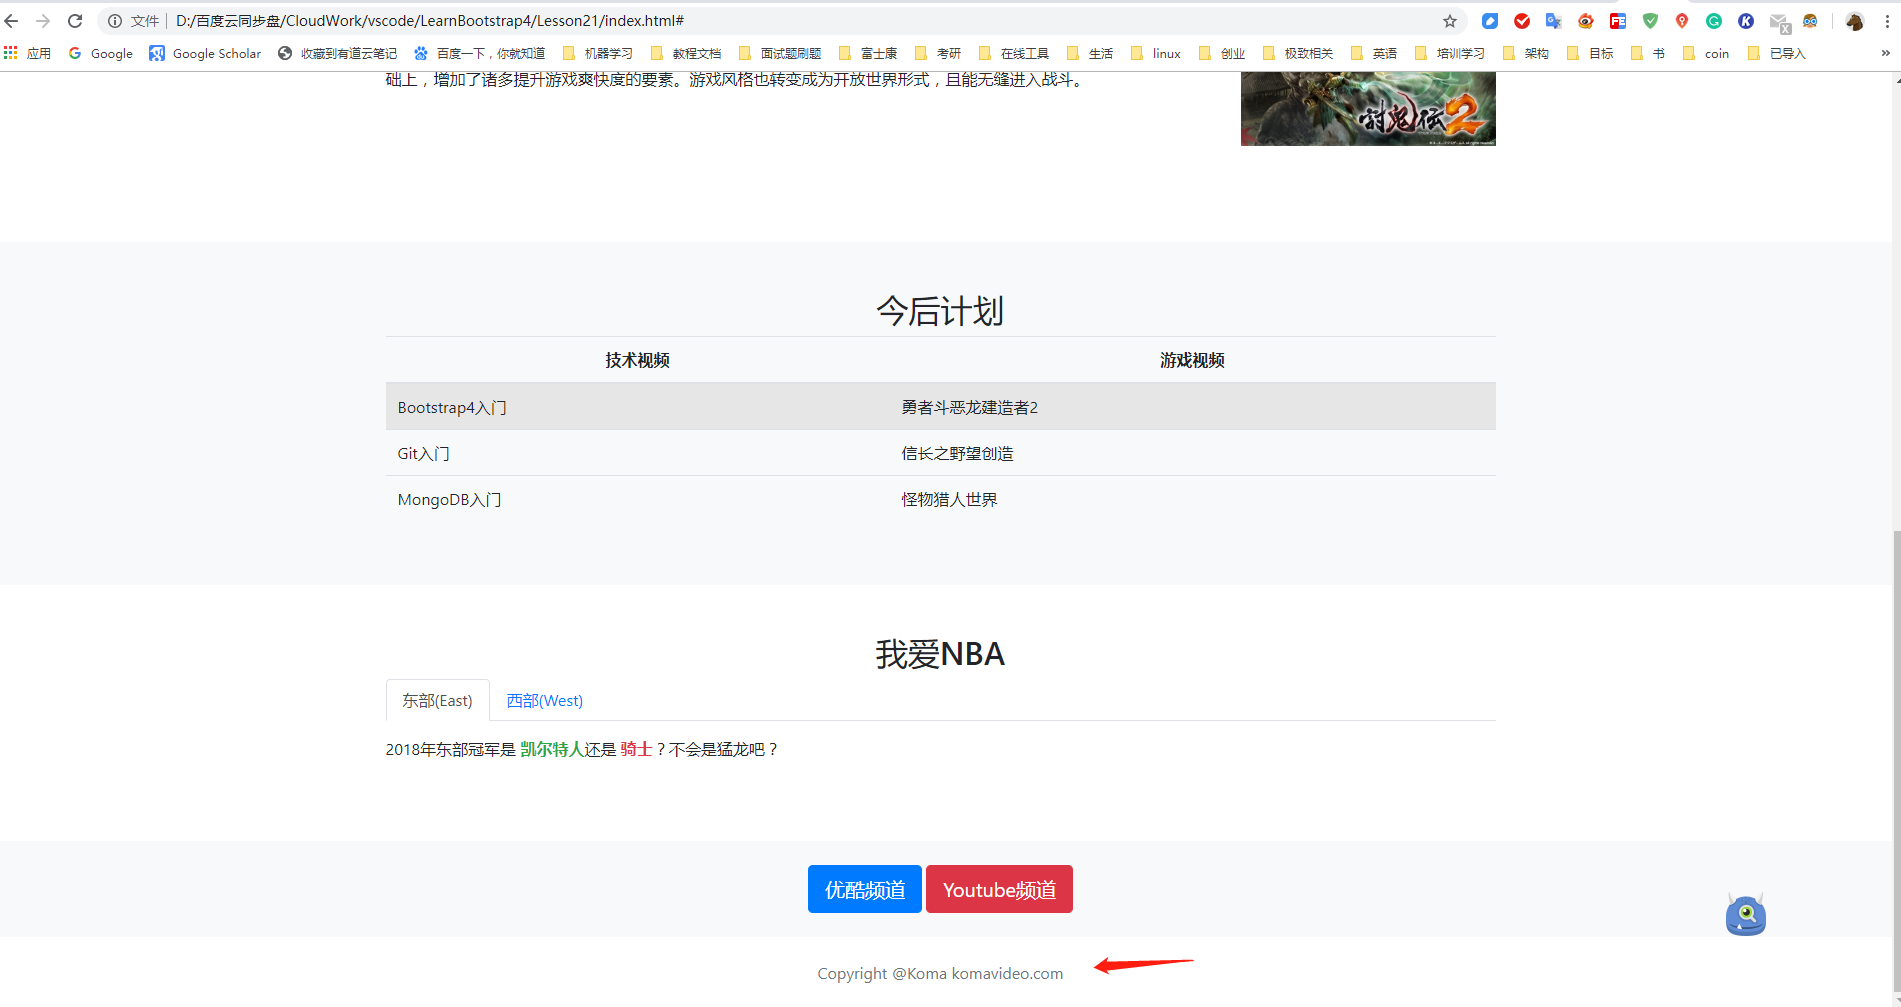 文件 D:/百度云同步盘/CloudWork/vscode/LearnBootstrap4/Lesson21/index.html#
应用 Google Google Scholar 收藏到有道云笔记 百度一下，你就知道 机器学习 教程文档 面试题刷题 富士康 考研 在线工具 生活 linux 创业 极致相关 英语 培训学习 架构 目标 书 coin 已导入 »
础上，增加了诸多提升游戏爽快度的要素。游戏风格也转变成为开放世界形式，且能无缝进入战斗。
討鬼伝2
今后计划
技术视频 游戏视频
Bootstrap4入门 勇者斗恶龙建造者2
Git入门 信长之野望创造
MongoDB入门 怪物猎人世界
我爱NBA
东部(East) 西部(West)
2018年东部冠军是 凯尔特人还是 骑士？不会是猛龙吧？
优酷频道 Youtube频道
Copyright @Koma komavideo.com